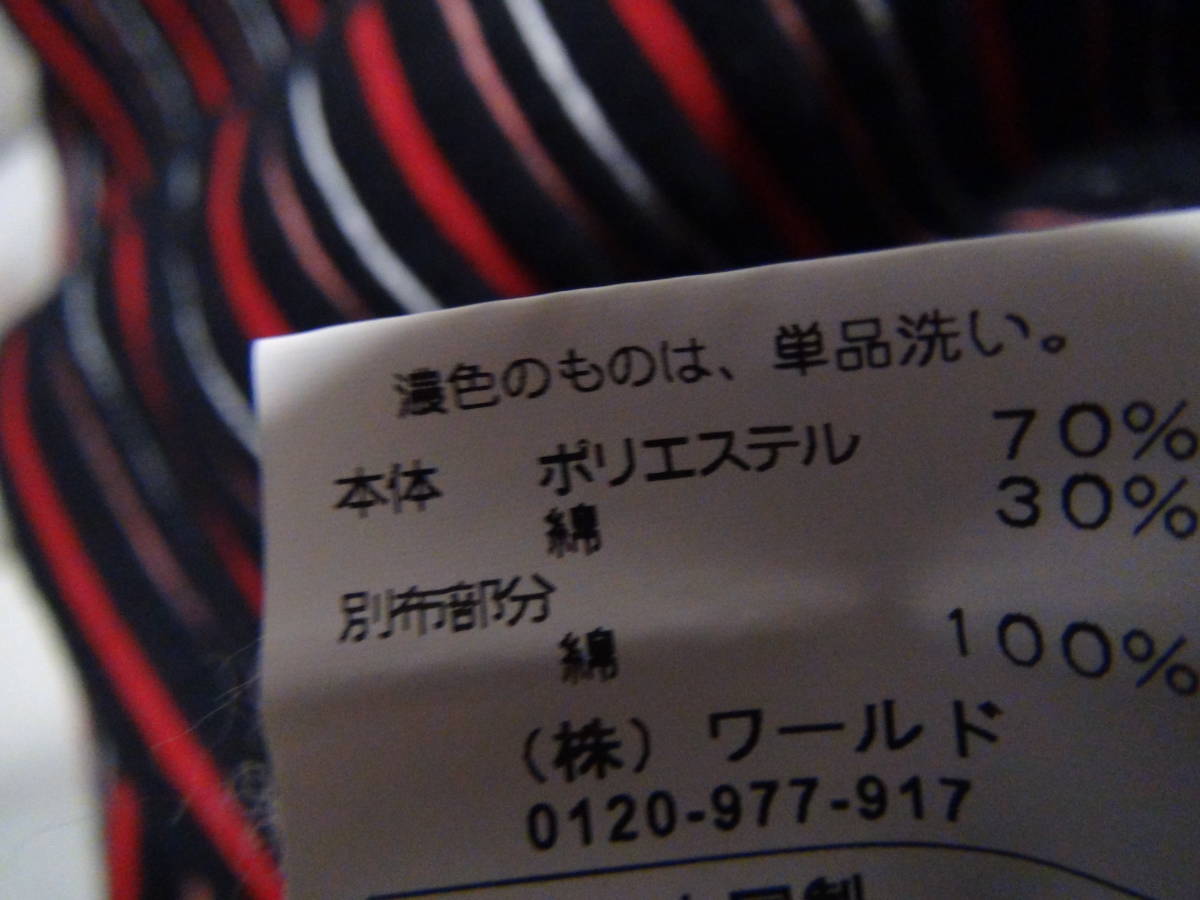 濃色のものは、単品洗い。
本体 ポリエステル 70%
綿 30%
別布部分
綿 100%
(株) ワールド
0120-977-917